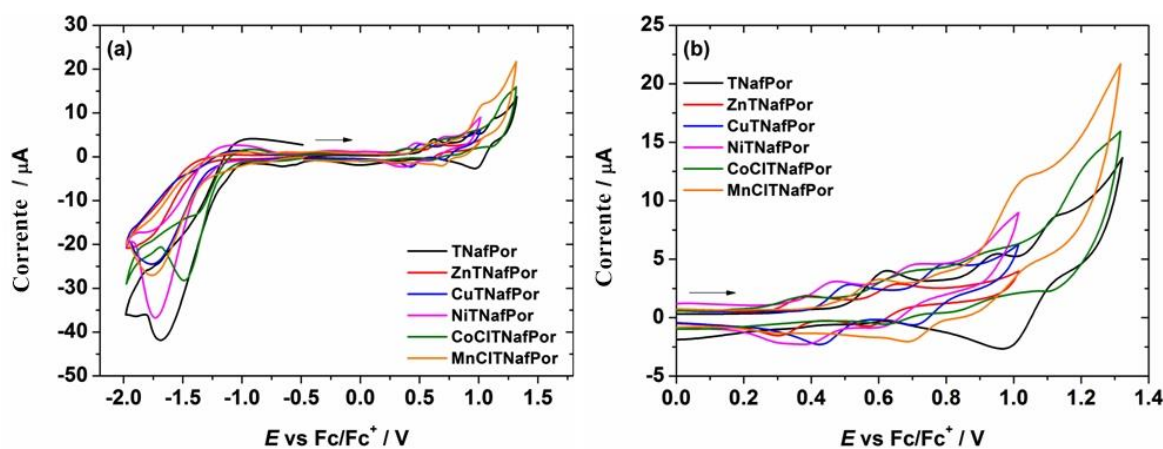 (a)
30
20
10
0
-10
-20
-30
-40
-50
Corrente / µA
TNafPor
ZnTNafPor
CuTNafPor
NiTNafPor
CoClTNafPor
MnClTNafPor
-2.0 -1.5 -1.0 -0.5 0.0 0.5 1.0 1.5
E vs Fc/Fc⁺ / V
(b)
25
20
15
10
5
0
-5
Corrente / µA
TNafPor
ZnTNafPor
CuTNafPor
NiTNafPor
CoClTNafPor
MnClTNafPor
0.0 0.2 0.4 0.6 0.8 1.0 1.2 1.4
E vs Fc/Fc⁺ / V